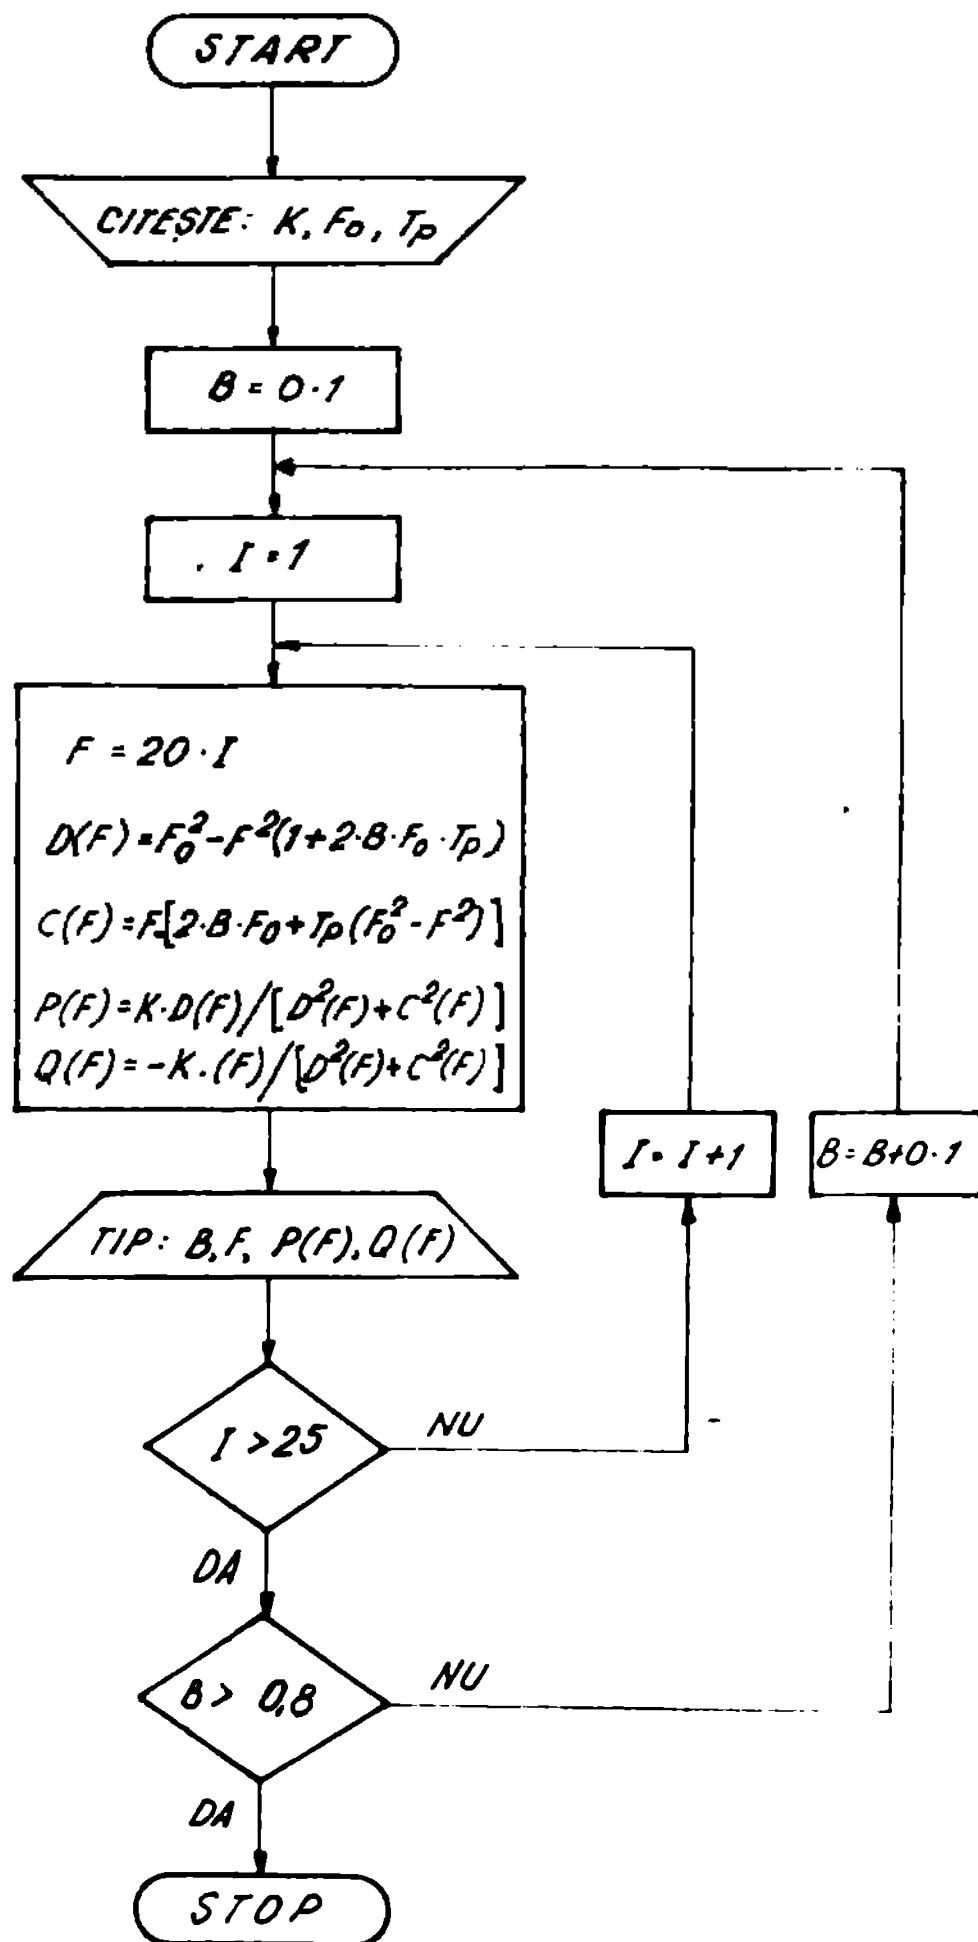 START
CITEȘTE: K, F₀, Tₚ
B = 0·1
I = 1
F = 20·I
D(F) = F₀² - F²(1+2·B·F₀·Tₚ)
C(F) = F·[2·B·F₀+Tₚ(F₀² - F²)]
P(F) = K·D(F)/[D²(F)+C²(F)]
Q(F) = -K.(F)/[D²(F)+C²(F)]
I = I+1
B = B+0·1
TIP: B, F, P(F), Q(F)
I > 25
NU
DA
B > 0,8
NU
DA
STOP